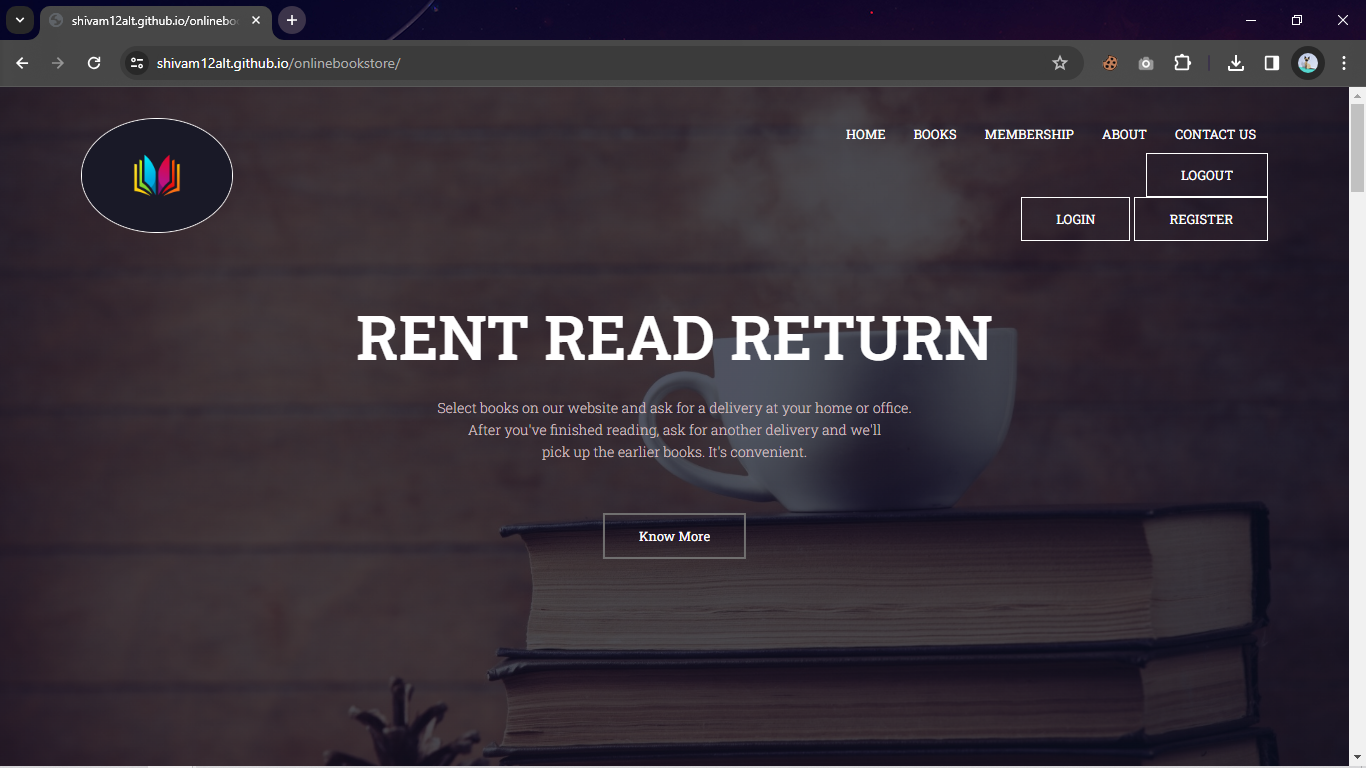 shivam12alt.github.io/onlineboo
shivam12alt.github.io/onlinebookstore/
HOME BOOKS MEMBERSHIP ABOUT CONTACT US
LOGOUT
LOGIN REGISTER
RENT READ RETURN
Select books on our website and ask for a delivery at your home or office.
After you've finished reading, ask for another delivery and we'll
pick up the earlier books. It's convenient.
Know More